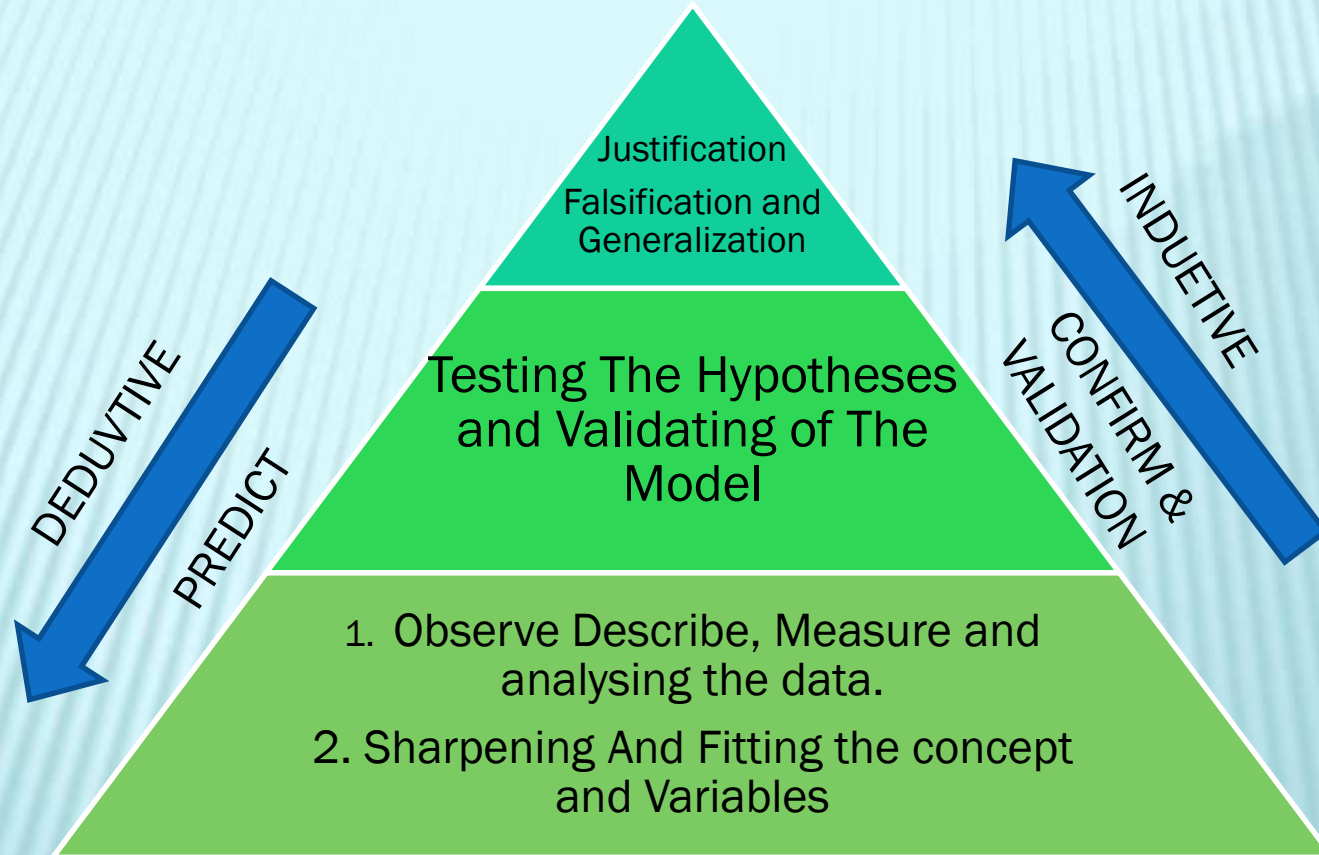 Justification
Falsification and
Generalization
DEDUVTIVE
PREDICT
Testing The Hypotheses
and Validating of The
Model
INDUETIVE
CONFIRM &
VALIDATION
1. Observe Describe, Measure and
analysing the data.
2. Sharpening And Fitting the concept
and Variables